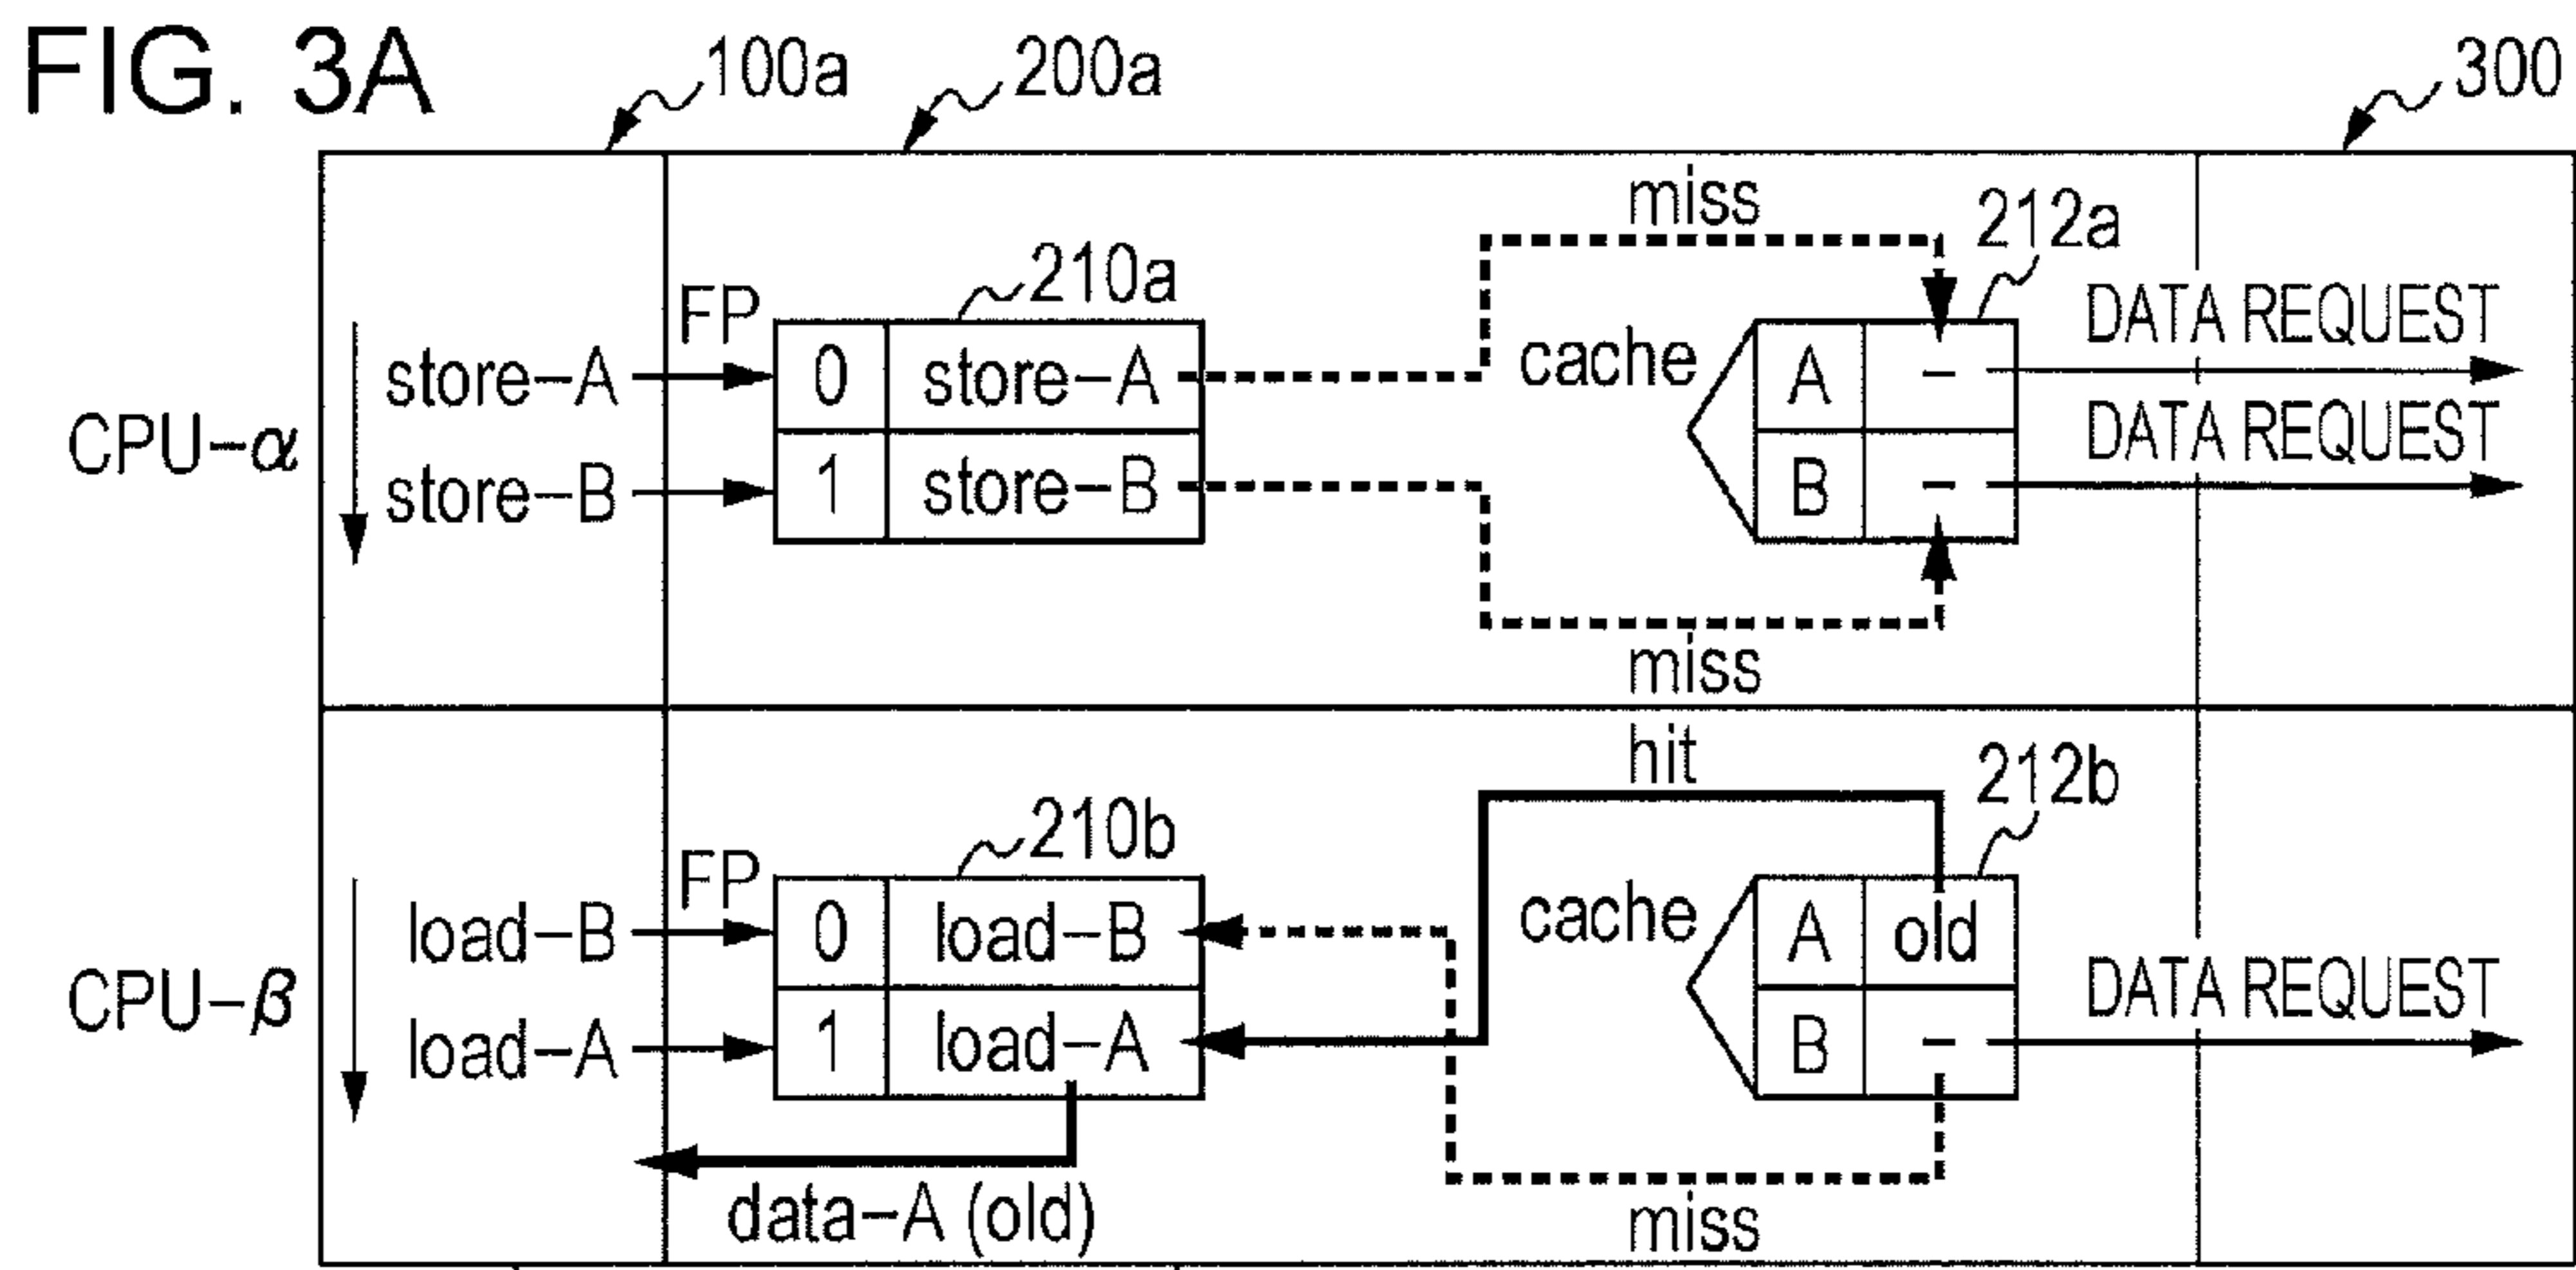 FIG. 3A
100a
200a
300
miss
212a
210a
FP
cache
DATA REQUEST
store-A
0
store-A
A
-
DATA REQUEST
CPU-α
store-B
1
store-B
B
-
miss
hit
212b
210b
FP
cache
load-B
0
load-B
A
old
DATA REQUEST
CPU-β
load-A
1
load-A
B
-
data-A (old)
miss